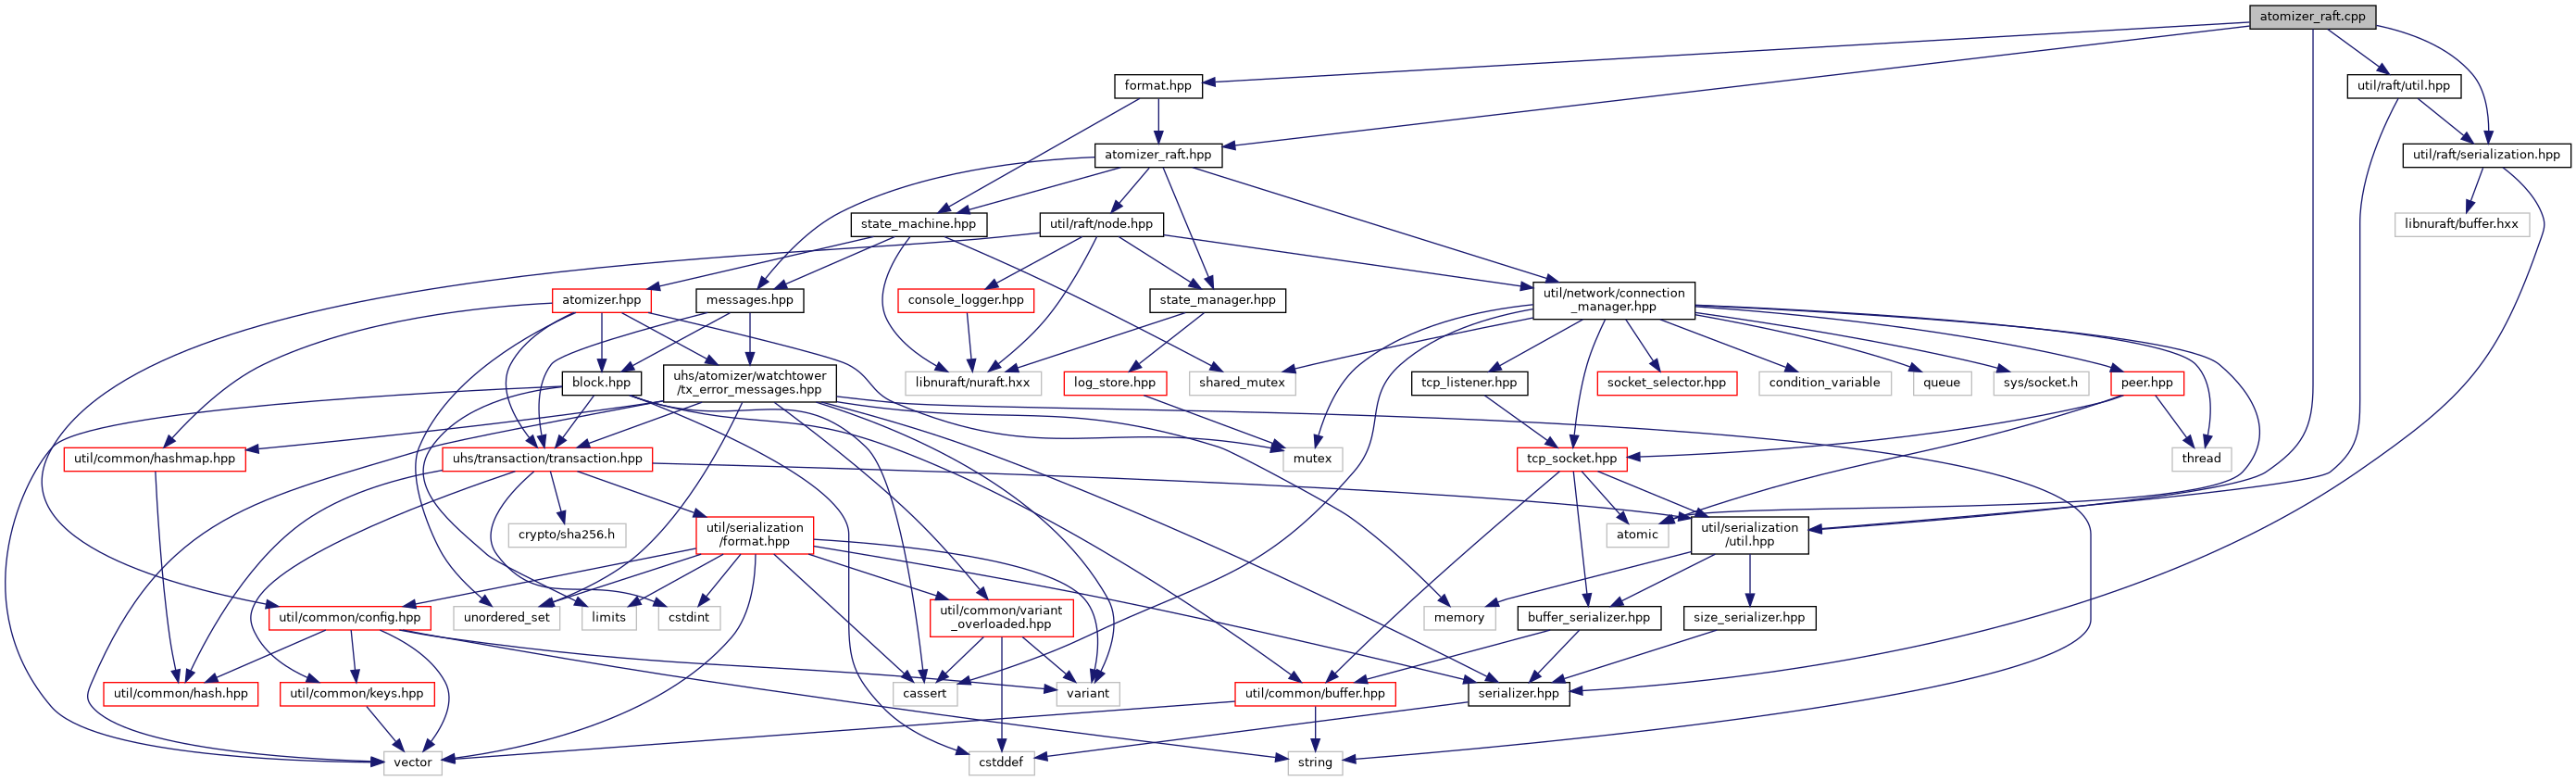 atomizer_raft.cpp
format.hpp
util/raft/util.hpp
atomizer_raft.hpp
util/raft/serialization.hpp
state_machine.hpp
util/raft/node.hpp
libnuraft/buffer.hxx
atomizer.hpp
messages.hpp
console_logger.hpp
state_manager.hpp
util/network/connection
_manager.hpp
block.hpp
uhs/atomizer/watchtower
/tx_error_messages.hpp
libnuraft/nuraft.hxx
log_store.hpp
shared_mutex
tcp_listener.hpp
socket_selector.hpp
condition_variable
queue
sys/socket.h
peer.hpp
util/common/hashmap.hpp
uhs/transaction/transaction.hpp
mutex
tcp_socket.hpp
thread
crypto/sha256.h
util/serialization
/format.hpp
atomic
util/serialization
/util.hpp
util/common/config.hpp
unordered_set
limits
cstdint
util/common/variant
_overloaded.hpp
memory
buffer_serializer.hpp
size_serializer.hpp
util/common/hash.hpp
util/common/keys.hpp
cassert
variant
util/common/buffer.hpp
serializer.hpp
vector
cstddef
string